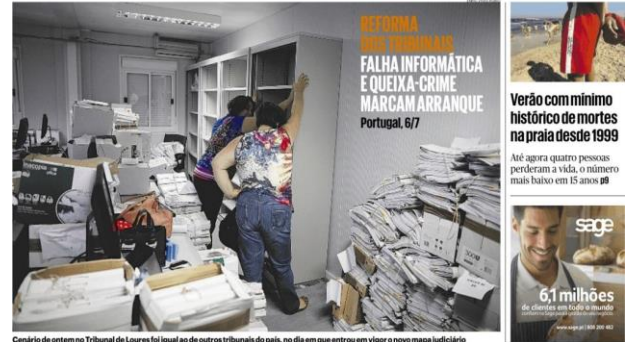 REFORMA
DOS TRIBUNAIS
FALHA INFORMÁTICA
E QUEIXA-CRIME
MARCAM ARRANQUE
Portugal, 6/7
Cenário de ontem no Tribunal de Loures foi igual ao de outros tribunais do país, no dia em que entrou em vigor o novo mapa judiciário
Verão com mínimo
histórico de mortes
na praia desde 1999
Até agora quatro pessoas
perderam a vida, o número
mais baixo em 15 anos p9
sage
6,1 milhões
de clientes em todo o mundo
www.sage.pt